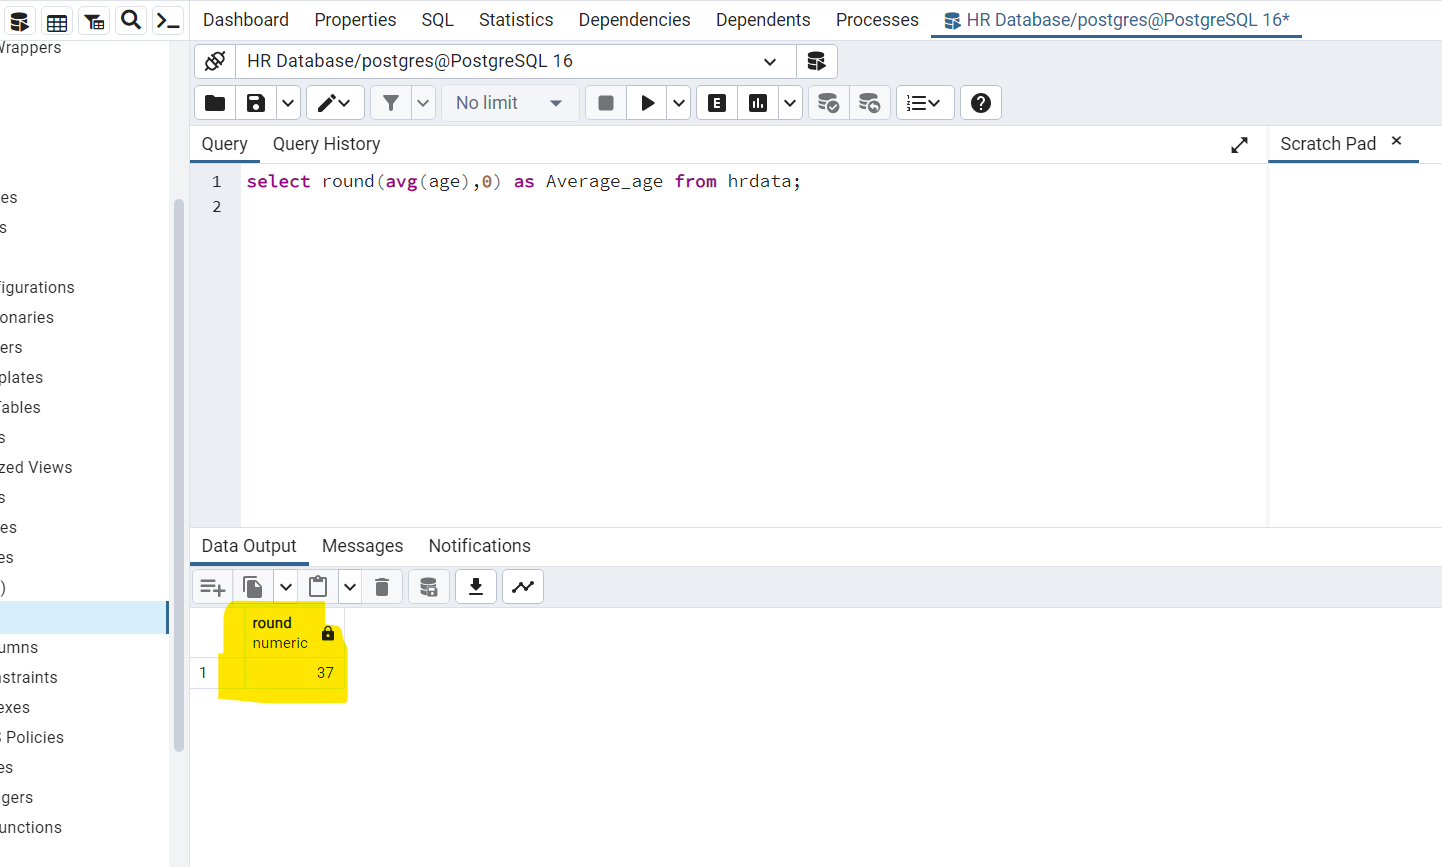 Dashboard Properties SQL Statistics Dependencies Dependents Processes HR Database/postgres@PostgreSQL 16*
HR Database/postgres@PostgreSQL 16
No limit E
Query Query History Scratch Pad
1 select round(avg(age),0) as Average_age from hrdata;
2
Data Output Messages Notifications
round
numeric
1 37
Wrappers
es
s
figurations
onaries
ers
plates
Tables
s
zed Views
s
es
es
)
umns
nstraints
exes
S Policies
es
gers
unctions